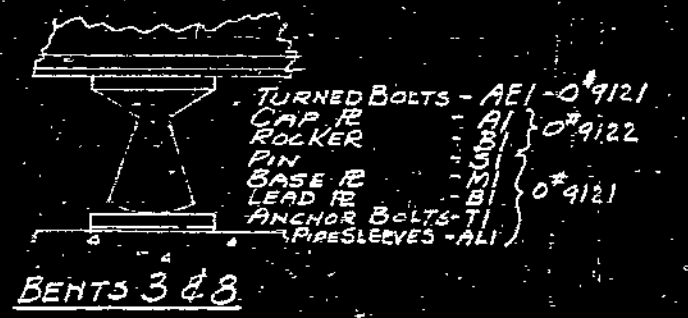 TURNED BOLTS - AE1 - O#9121
CAP PL - A1
ROCKER - B1
O#9122
PIN - S1
BASE PL - M1
LEAD PL - B1
O#9121
ANCHOR BOLTS - T1
PIPE SLEEVES - AL1
BENTS 3 & 8